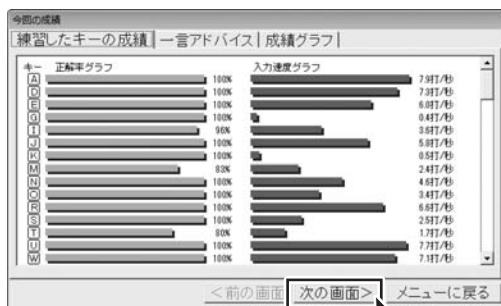 今回の成績
練習したキーの成績 一言アドバイス 成績グラフ
キー 正解率グラフ 入力速度グラフ
A 100% 7.9打/秒
D 100% 7.3打/秒
E 100% 6.0打/秒
G 100% 0.4打/秒
I 96% 3.6打/秒
J 100% 5.8打/秒
K 100% 0.5打/秒
M 83% 2.4打/秒
N 100% 4.6打/秒
O 100% 3.4打/秒
R 100% 6.6打/秒
S 100% 2.5打/秒
T 80% 1.7打/秒
U 100% 7.7打/秒
W 100% 7.1打/秒
<前の画面 次の画面> メニューに戻る